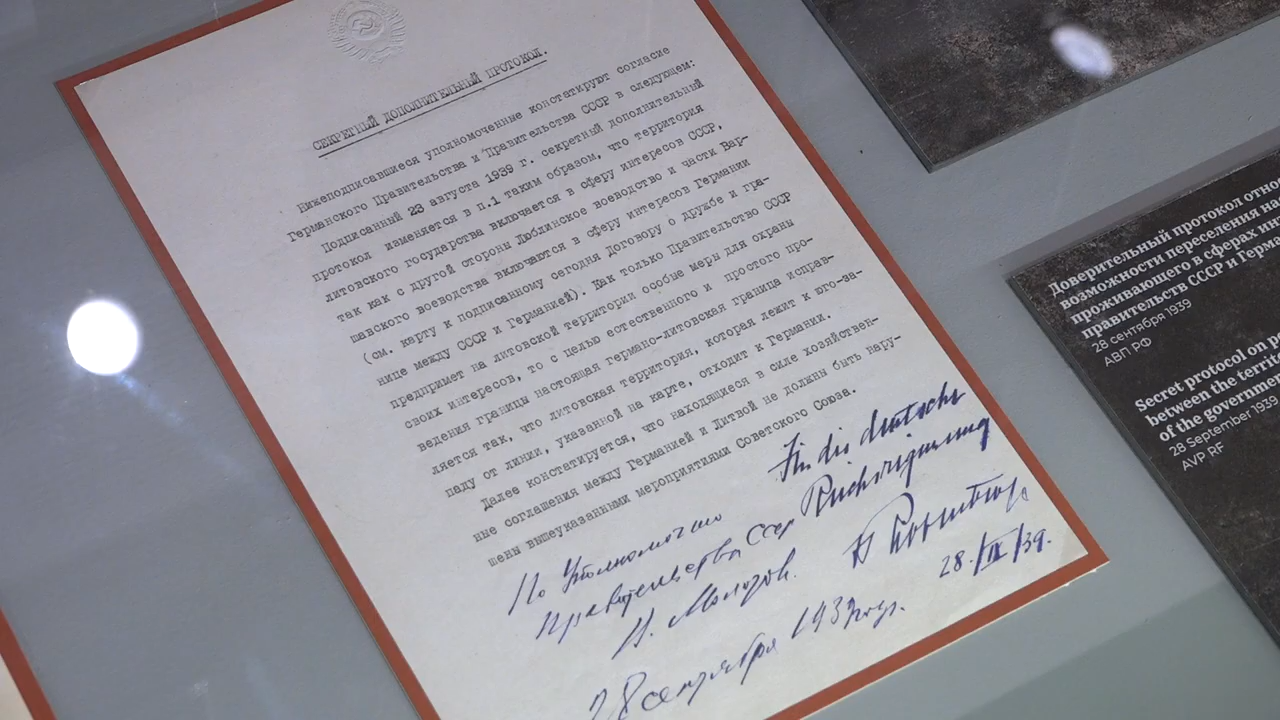 СЕКРЕТНЫЙ ДОПОЛНИТЕЛЬНЫЙ ПРОТОКОЛ.
Нижеподписавшиеся уполномоченные констатируют согласие
Германского Правительства и Правительства СССР в следующем:
Подписанный 23 августа 1939 г. секретный дополнительный
протокол изменяется в п.1 таким образом, что территория
литовского государства включается в сферу интересов СССР,
так как с другой стороны Люблинское воеводство и части Вар-
шавского воеводства включаются в сферу интересов Германии
(см. карту к подписанному сегодня Договору о дружбе и гра-
нице между СССР и Германией). Как только Правительство СССР
предпримет на литовской территории особые меры для охраны
своих интересов, то с целью естественного и простого про-
ведения границы настоящая германо-литовская граница исправ-
ляется так, что литовская территория, которая лежит к юго-за-
паду от линии, указанной на карте, отходит к Германии.
Далее констатируется, что находящиеся в силе хозяйствен-
ные соглашения между Германией и Литвой не должны быть нару-
шены вышеуказанными мероприятиями Советского Союза.
По уполномочию
Правительства СССР
В. Молотов.
28 сентября 1939 года.
Für die deutsche
Reichsregierung
Ribbentrop
28./IX/39.
Доверительный протокол отно
возможности переселения на
проживающего в сферах ин
правительств СССР и Герма
28 сентября 1939
АВП РФ
Secret protocol on p
between the territ
of the government
28 September 1939
AVP RF